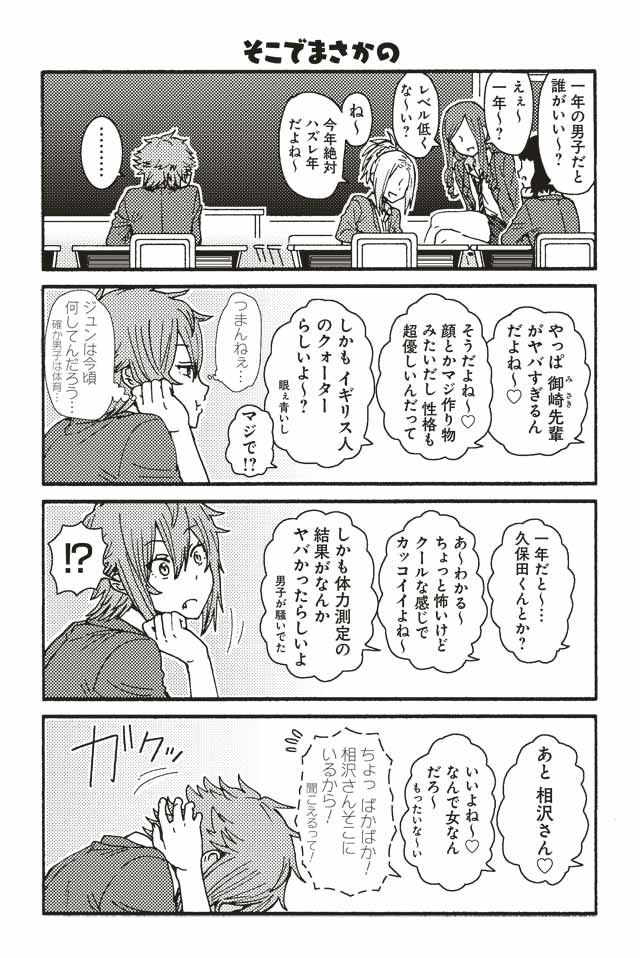 そこでまさかの
一年の男子だと
誰がいい〜？
えぇ〜
一年〜？
レベル低く
な〜い？
ね〜
今年絶対
ハズレ年
だよね〜
………
やっぱ 御崎先輩
みさき
がヤバすぎるん
だよね〜♡
そうだよね〜♡
顔とかマジ作り物
みたいだし 性格も
超優しいんだって
しかも イギリス人
のクォーター
らしいよ〜？
眼ぇ青いし
マジで!?
つまんねぇ…
ジュンは今頃
何してんだろう…
確か男子は体育…
一年だと〜…
久保田くんとか？
あ〜わかる〜
ちょっと怖いけど
クールな感じで
カッコイイよね〜
しかも体力測定の
結果がなんか
ヤバかったらしいよ
男子が騒いでた
!?
あと 相沢さん♡
いいよね〜♡
なんで女なん
だろ〜
もったいな〜い
ちょっ ばかばか！
相沢さんそこに
いるから！
聞こえるって！
ガクッ